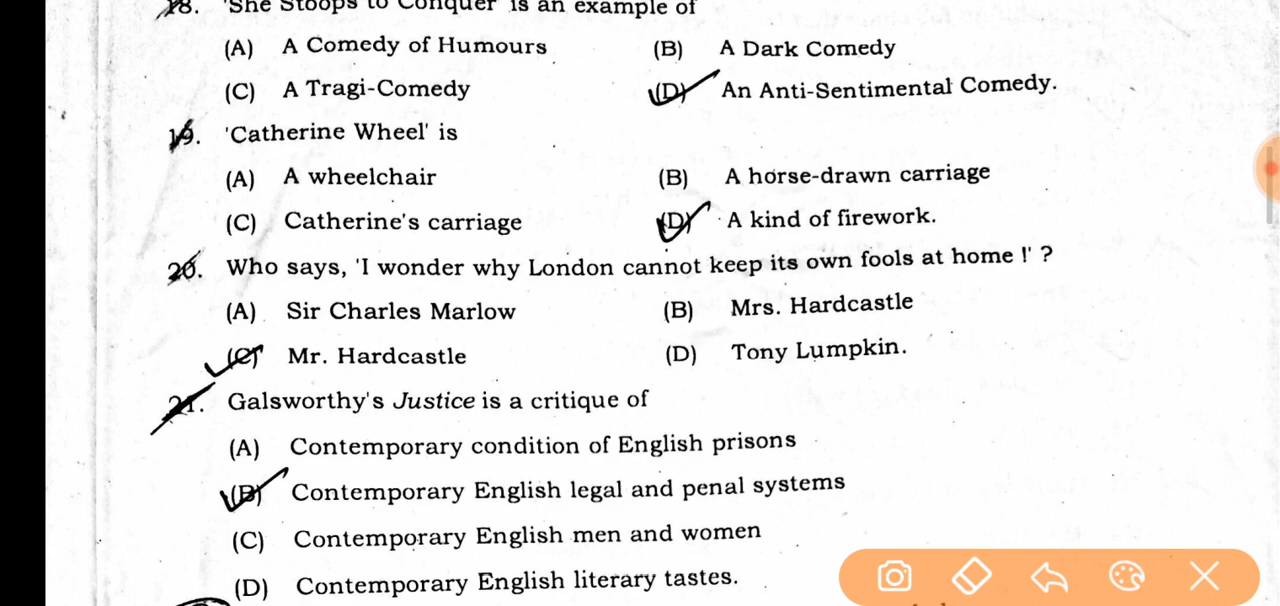 18. 'She Stoops to Conquer' is an example of
(A) A Comedy of Humours (B) A Dark Comedy
(C) A Tragi-Comedy (D) An Anti-Sentimental Comedy.
19. 'Catherine Wheel' is
(A) A wheelchair (B) A horse-drawn carriage
(C) Catherine's carriage (D) A kind of firework.
20. Who says, 'I wonder why London cannot keep its own fools at home !' ?
(A) Sir Charles Marlow (B) Mrs. Hardcastle
(C) Mr. Hardcastle (D) Tony Lumpkin.
21. Galsworthy's Justice is a critique of
(A) Contemporary condition of English prisons
(B) Contemporary English legal and penal systems
(C) Contemporary English men and women
(D) Contemporary English literary tastes.